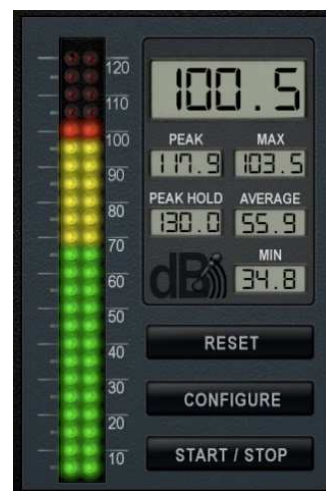 100.5
120
110
100
90
80
70
60
50
40
30
20
10
PEAK MAX
117.9 103.5
PEAK HOLD AVERAGE
130.0 55.9
MIN
dB 34.8
RESET
CONFIGURE
START / STOP